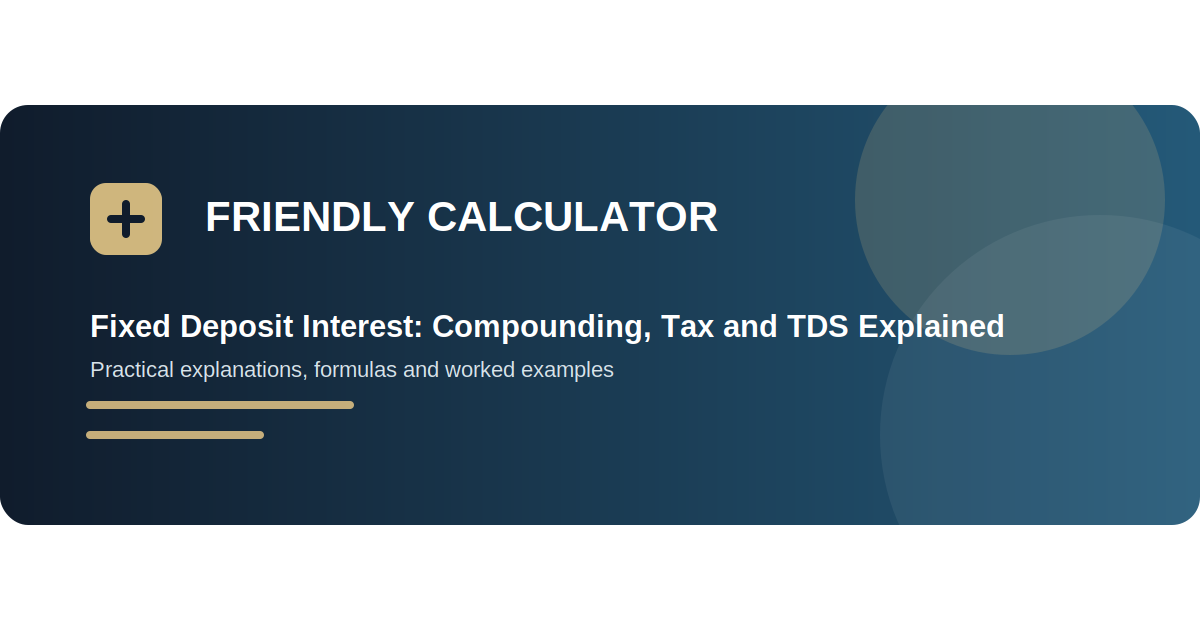 FRIENDLY CALCULATOR
Fixed Deposit Interest: Compounding, Tax and TDS Explained
Practical explanations, formulas and worked examples